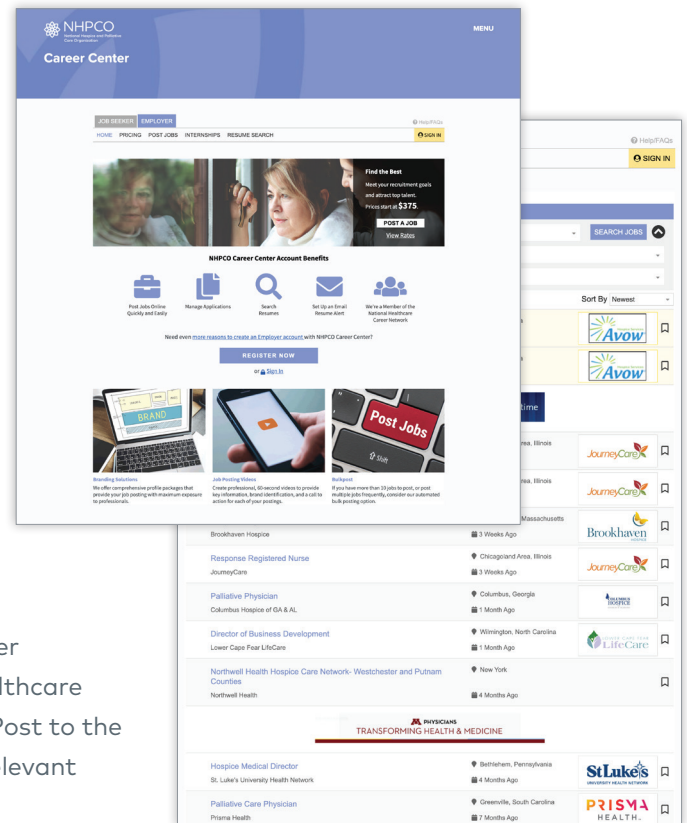 NHPCO
National Hospice and Palliative
Care Organization
MENU
Career Center
JOB SEEKER EMPLOYER
Help/FAQs
HOME PRICING POST JOBS INTERNSHIPS RESUME SEARCH
SIGN IN
Find the Best
Meet your recruitment goals
and attract top talent.
Prices start at $375.
POST A JOB
View Rates
NHPCO Career Center Account Benefits
Post Jobs Online
Quickly and Easily
Manage Applications
Search
Resumes
Set Up an Email
Resume Alert
We're a Member of the
National Healthcare
Career Network
Need even more reasons to create an Employer account with NHPCO Career Center?
REGISTER NOW
or Sign In
BRAND
Post Jobs
Shift
Branding Solutions
We offer comprehensive profile packages that
provide your job posting with maximum exposure
to professionals.
Job Posting Videos
Create professional, 60-second videos to provide
key information, brand identification, and a call to
action for each of your postings.
Bulkpost
If you have more than 10 jobs to post, or post
multiple jobs frequently, consider our automated
bulk posting option.
Help/FAQs
SIGN IN
SEARCH JOBS
Sort By Newest
Avow
Avow
time
rea, Illinois
JourneyCare
rea, Illinois
JourneyCare
Massachusetts
Brookhaven Hospice
3 Weeks Ago
Brookhaven
HOSPICE
Response Registered Nurse
Chicagoland Area, Illinois
JourneyCare
3 Weeks Ago
JourneyCare
Palliative Physician
Columbus, Georgia
Columbus Hospice of GA & AL
1 Month Ago
COLUMBUS
HOSPICE
Director of Business Development
Wilmington, North Carolina
Lower Cape Fear LifeCare
1 Month Ago
LOWER CAPE FEAR
LifeCare
Northwell Health Hospice Care Network- Westchester and Putnam
Counties
New York
Northwell Health
4 Months Ago
M PHYSICIANS
TRANSFORMING HEALTH & MEDICINE
Hospice Medical Director
Bethlehem, Pennsylvania
St. Luke's University Health Network
4 Months Ago
St Luke's
UNIVERSITY HEALTH NETWORK
Palliative Care Physician
Greenville, South Carolina
Prisma Health
7 Months Ago
PRISMA
HEALTH
er
lthcare
Post to the
levant